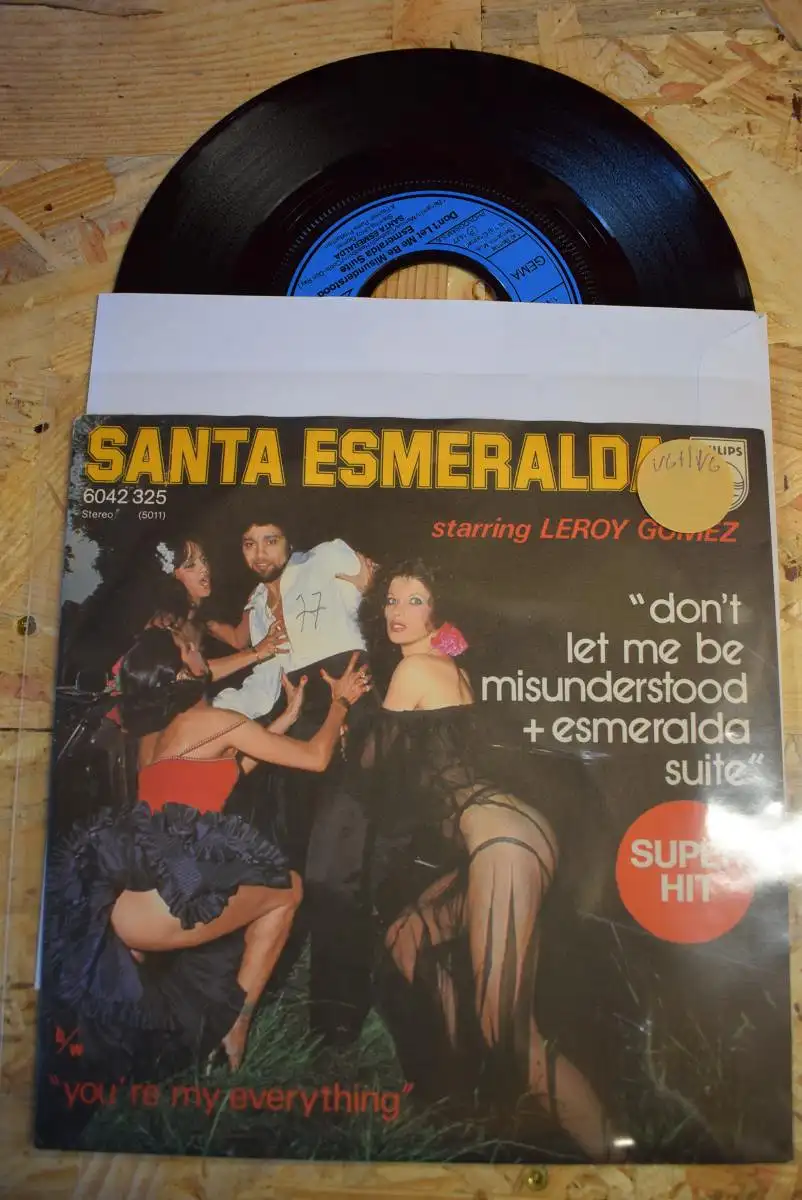 GEMA
Don't Let Me Be Misunderstood
Esmeralda Suite
SANTA ESMERALDA
SANTA ESMERALDA
6042 325
Stereo (5011)
starring LEROY GOMEZ
VG+/VG
77
"don't
let me be
misunderstood
+ esmeralda
suite"
SUPER
HIT
b/w
"you're my everything"